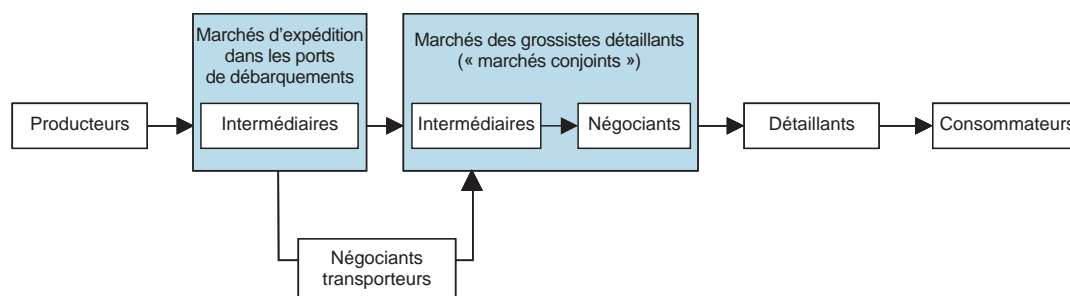 Marchés d'expédition
dans les ports
de débarquements
Marchés des grossistes détaillants
(« marchés conjoints »)
Producteurs
Intermédiaires
Intermédiaires
Négociants
Détaillants
Consommateurs
Négociants
transporteurs